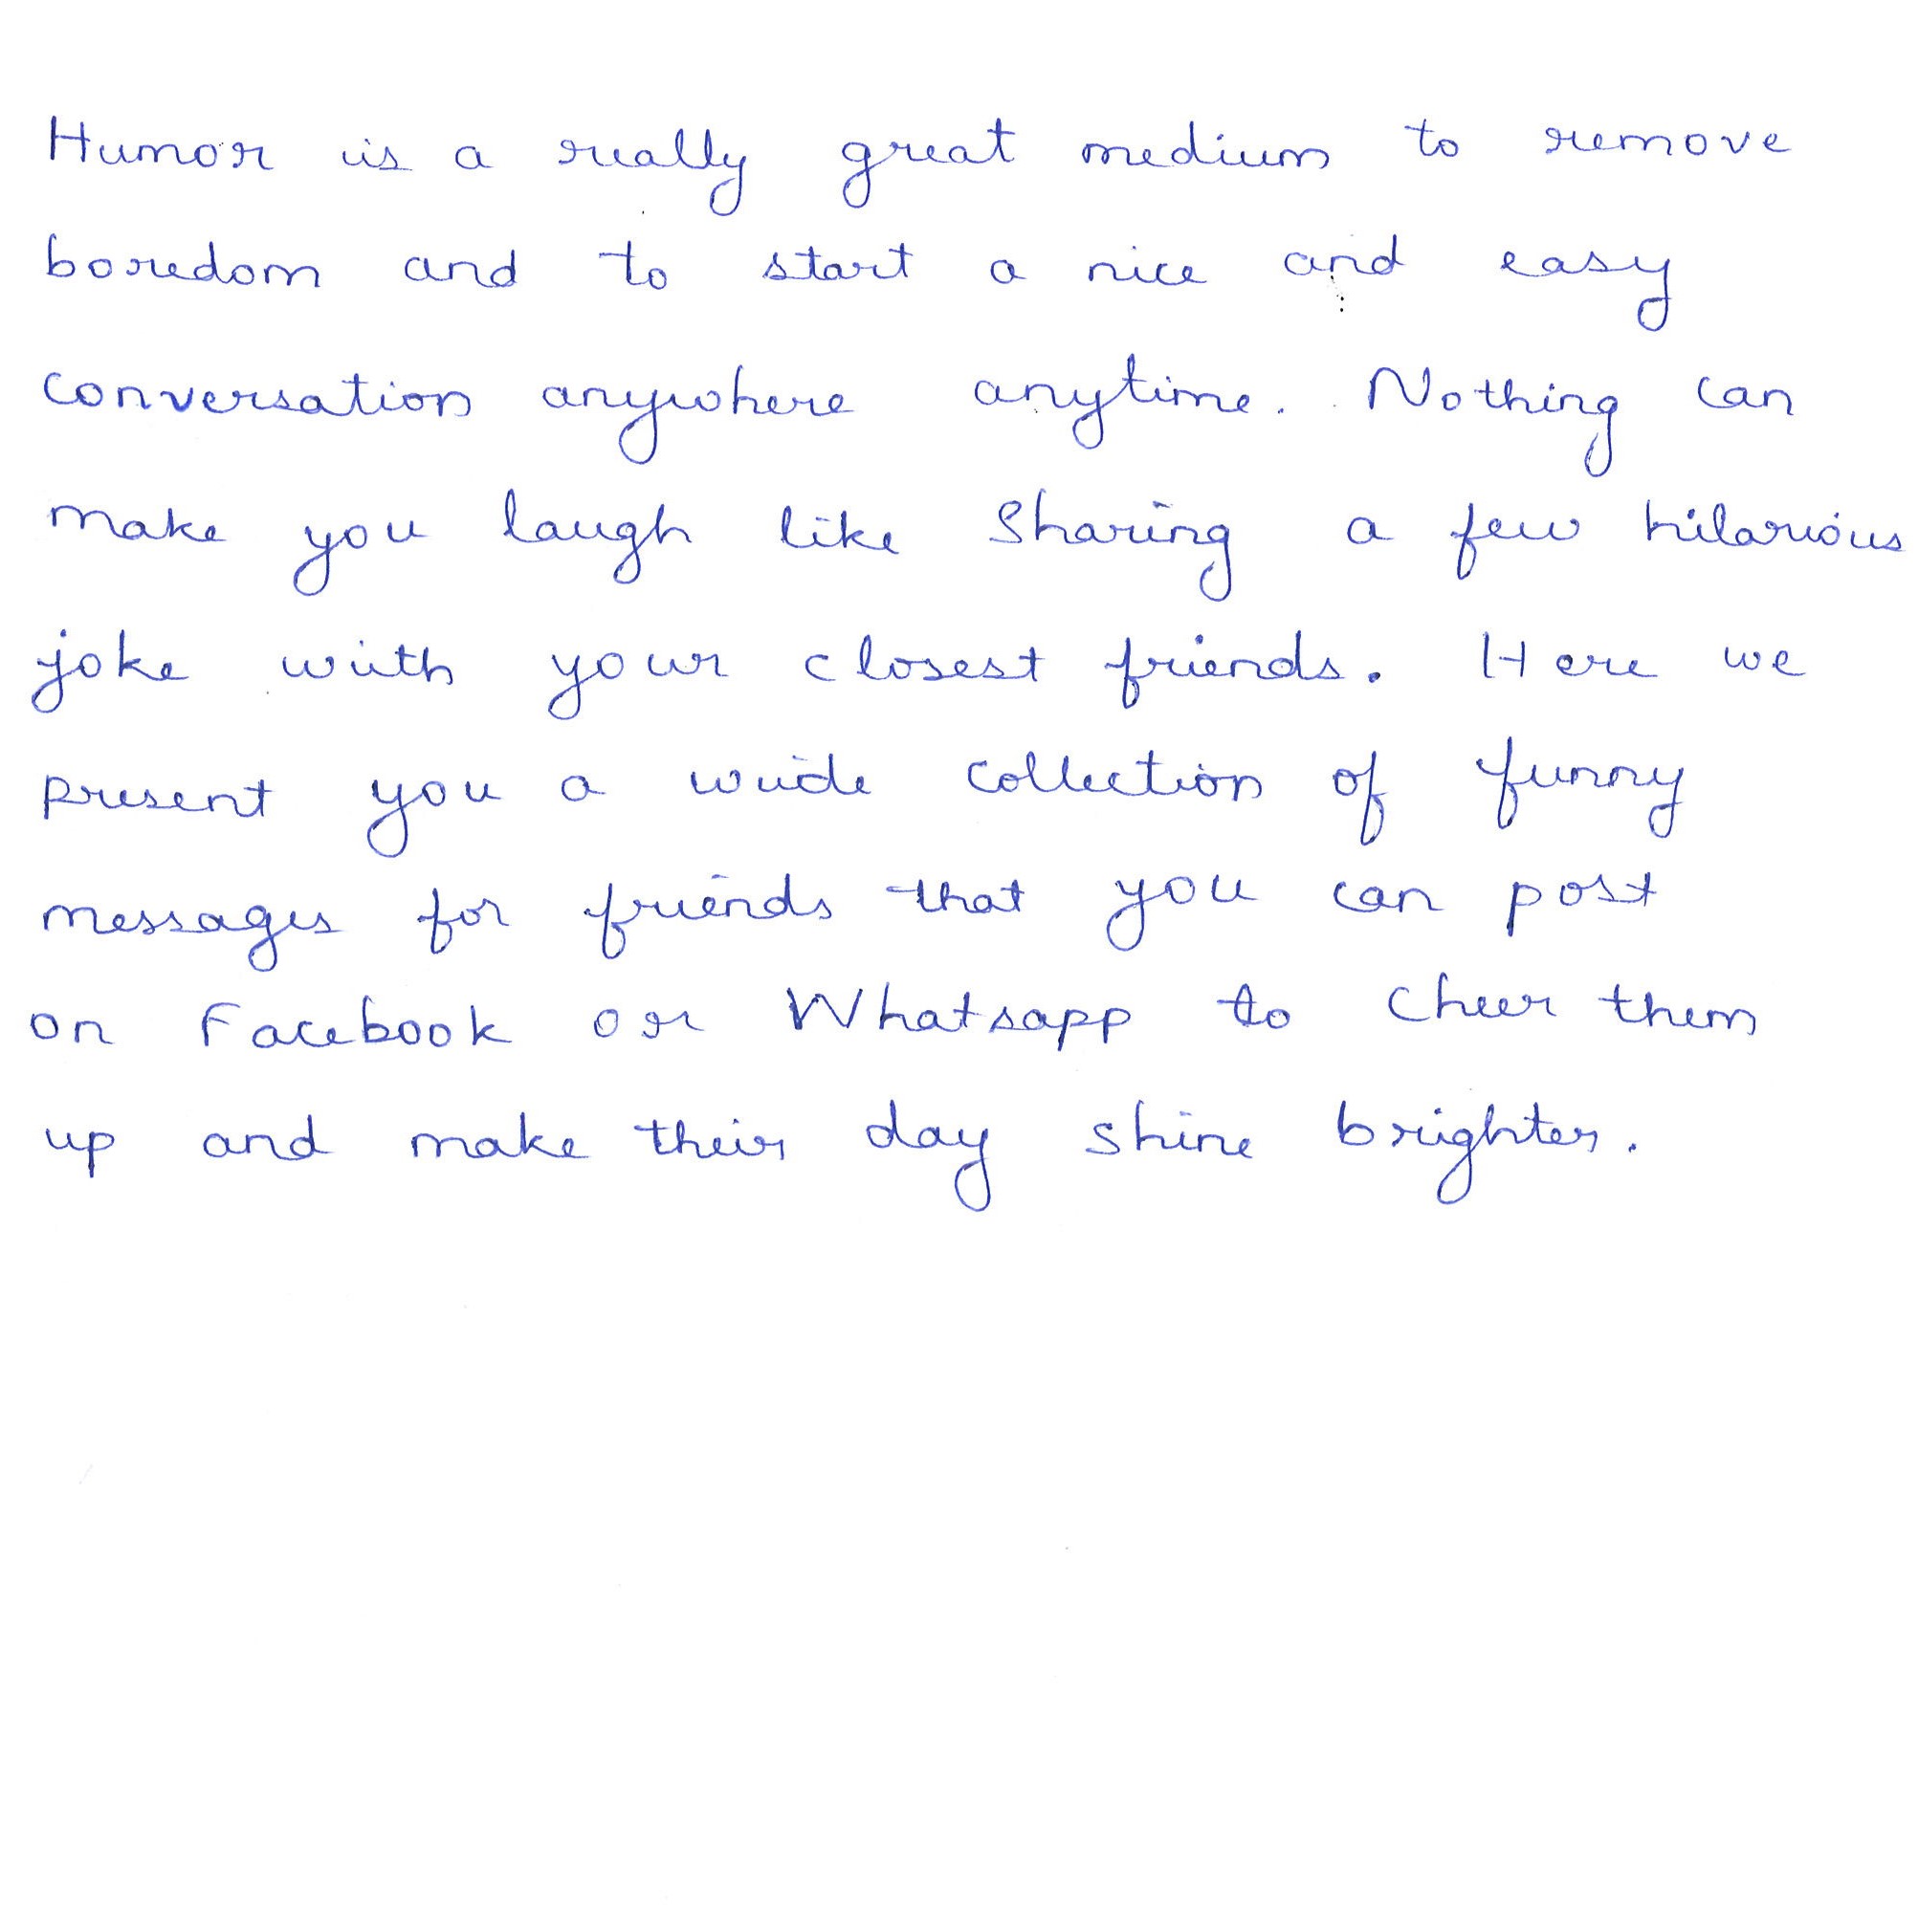 Humor is a really great medium to remove
boredom and to start a nice and easy
conversation anywhere anytime. Nothing can
make you laugh like Sharing a few hilarious
joke with your closest friends. Here we
present you a wide collection of funny
messages for friends that you can post
on Facebook or Whatsapp to cheer them
up and make their day shine brighter.